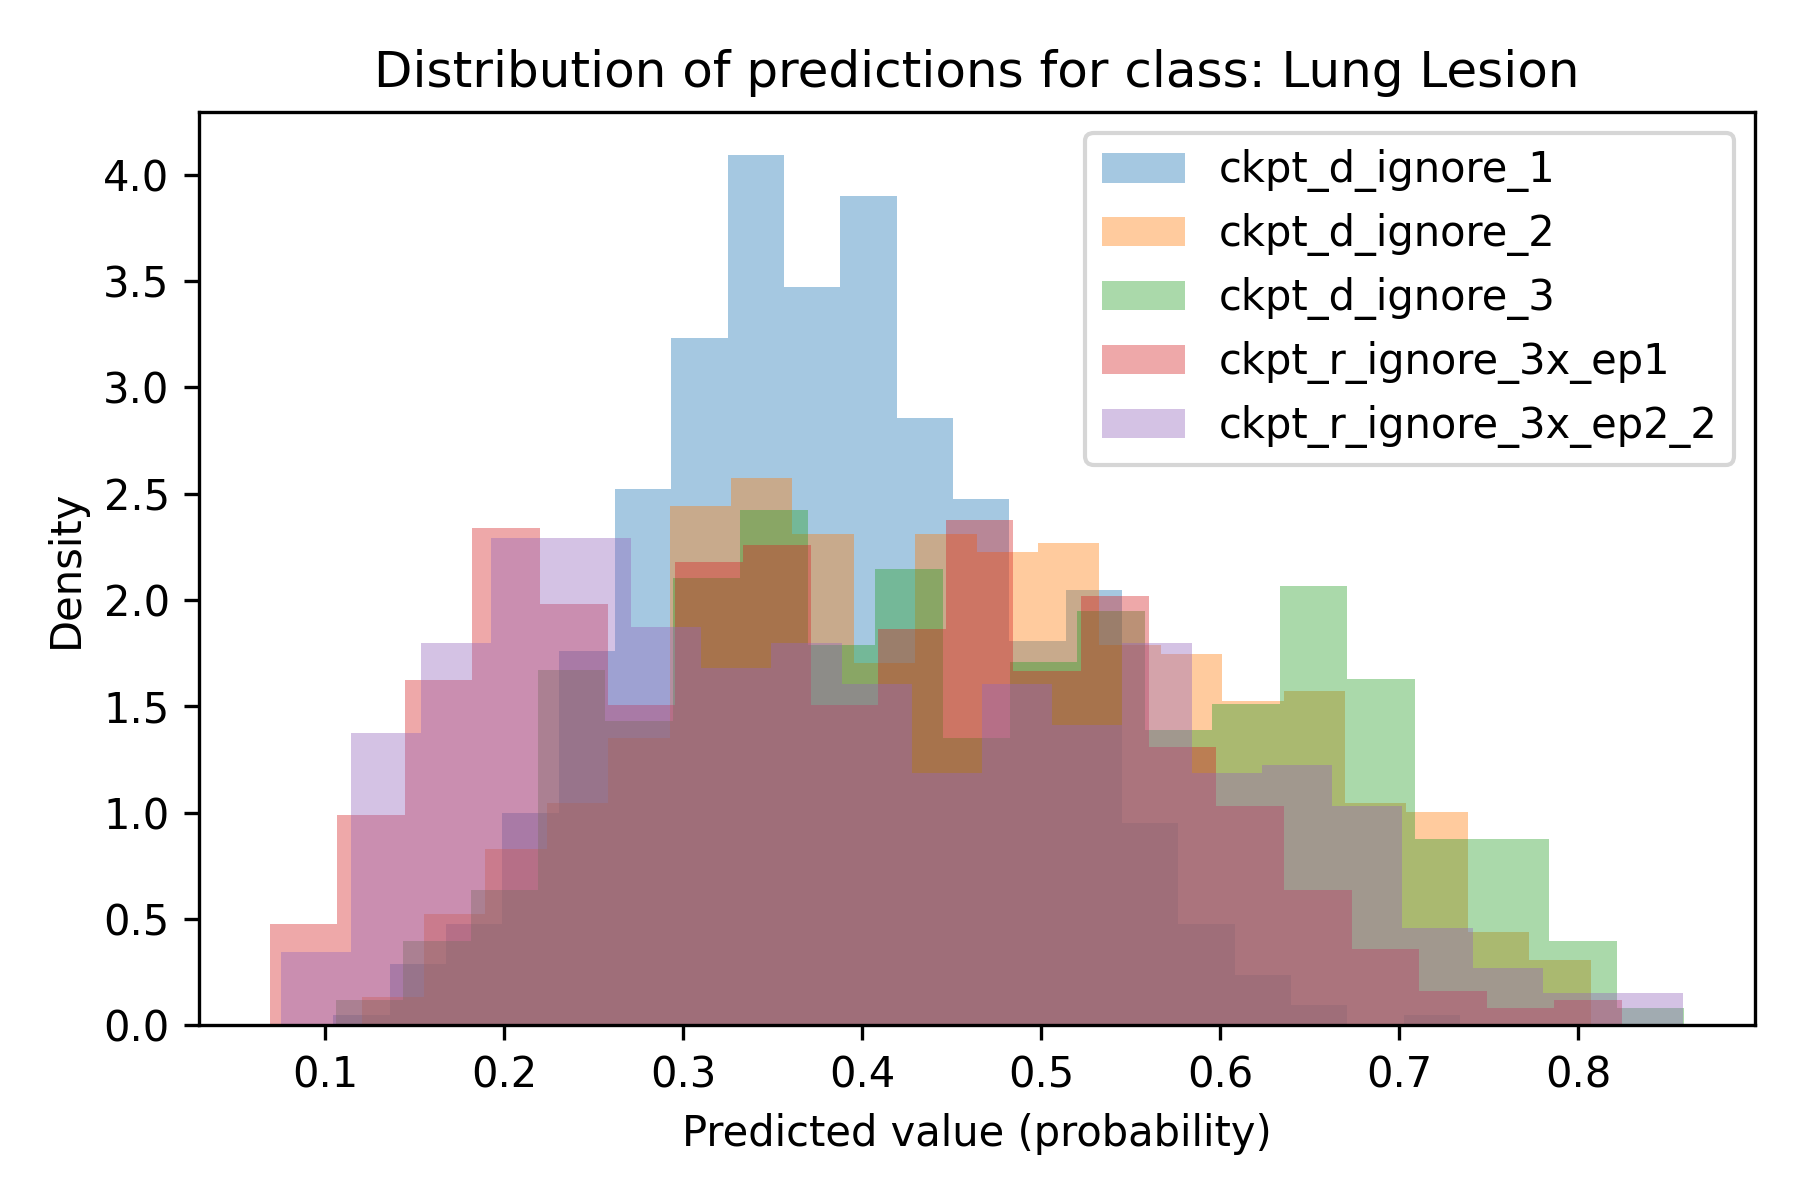 Distribution of predictions for class: Lung Lesion
ckpt_d_ignore_1
ckpt_d_ignore_2
ckpt_d_ignore_3
ckpt_r_ignore_3x_ep1
ckpt_r_ignore_3x_ep2_2
Density
4.0
3.5
3.0
2.5
2.0
1.5
1.0
0.5
0.0
0.1 0.2 0.3 0.4 0.5 0.6 0.7 0.8
Predicted value (probability)